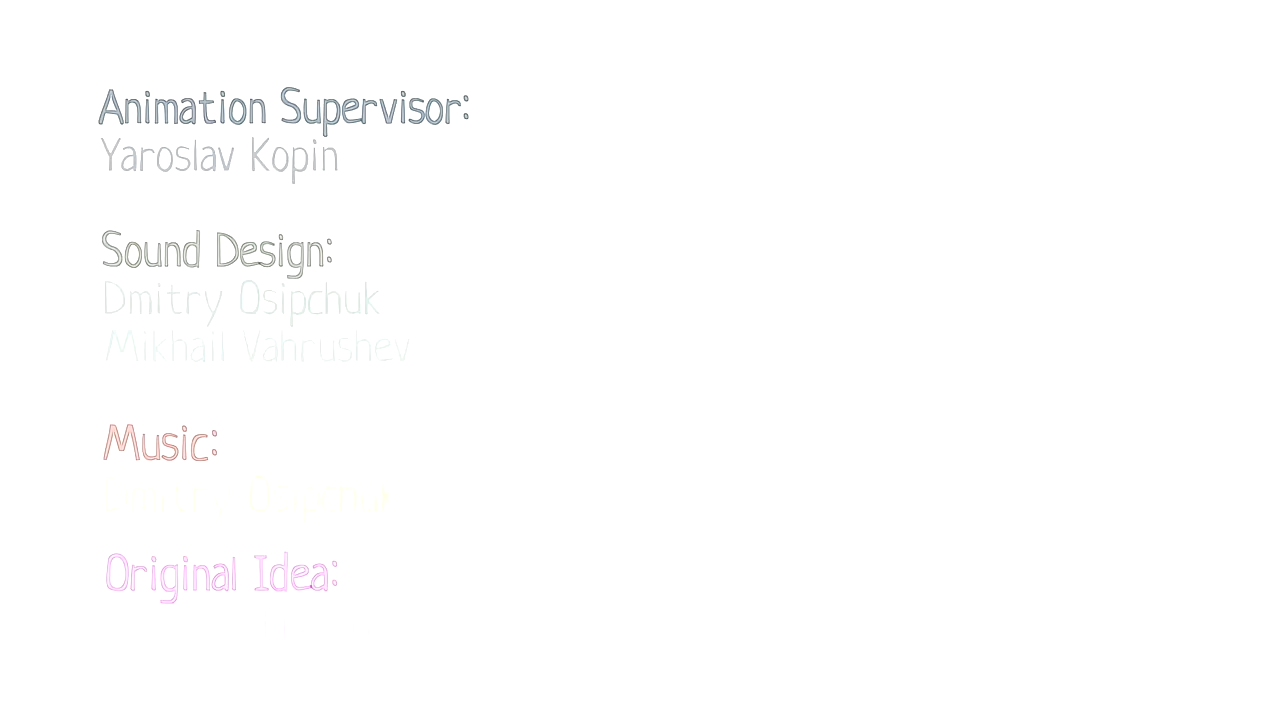 Animation Supervisor:
Yaroslav Kopin
Sound Design:
Dmitry Osipchuk
Mikhail Vahrushev
Music:
Original Idea: